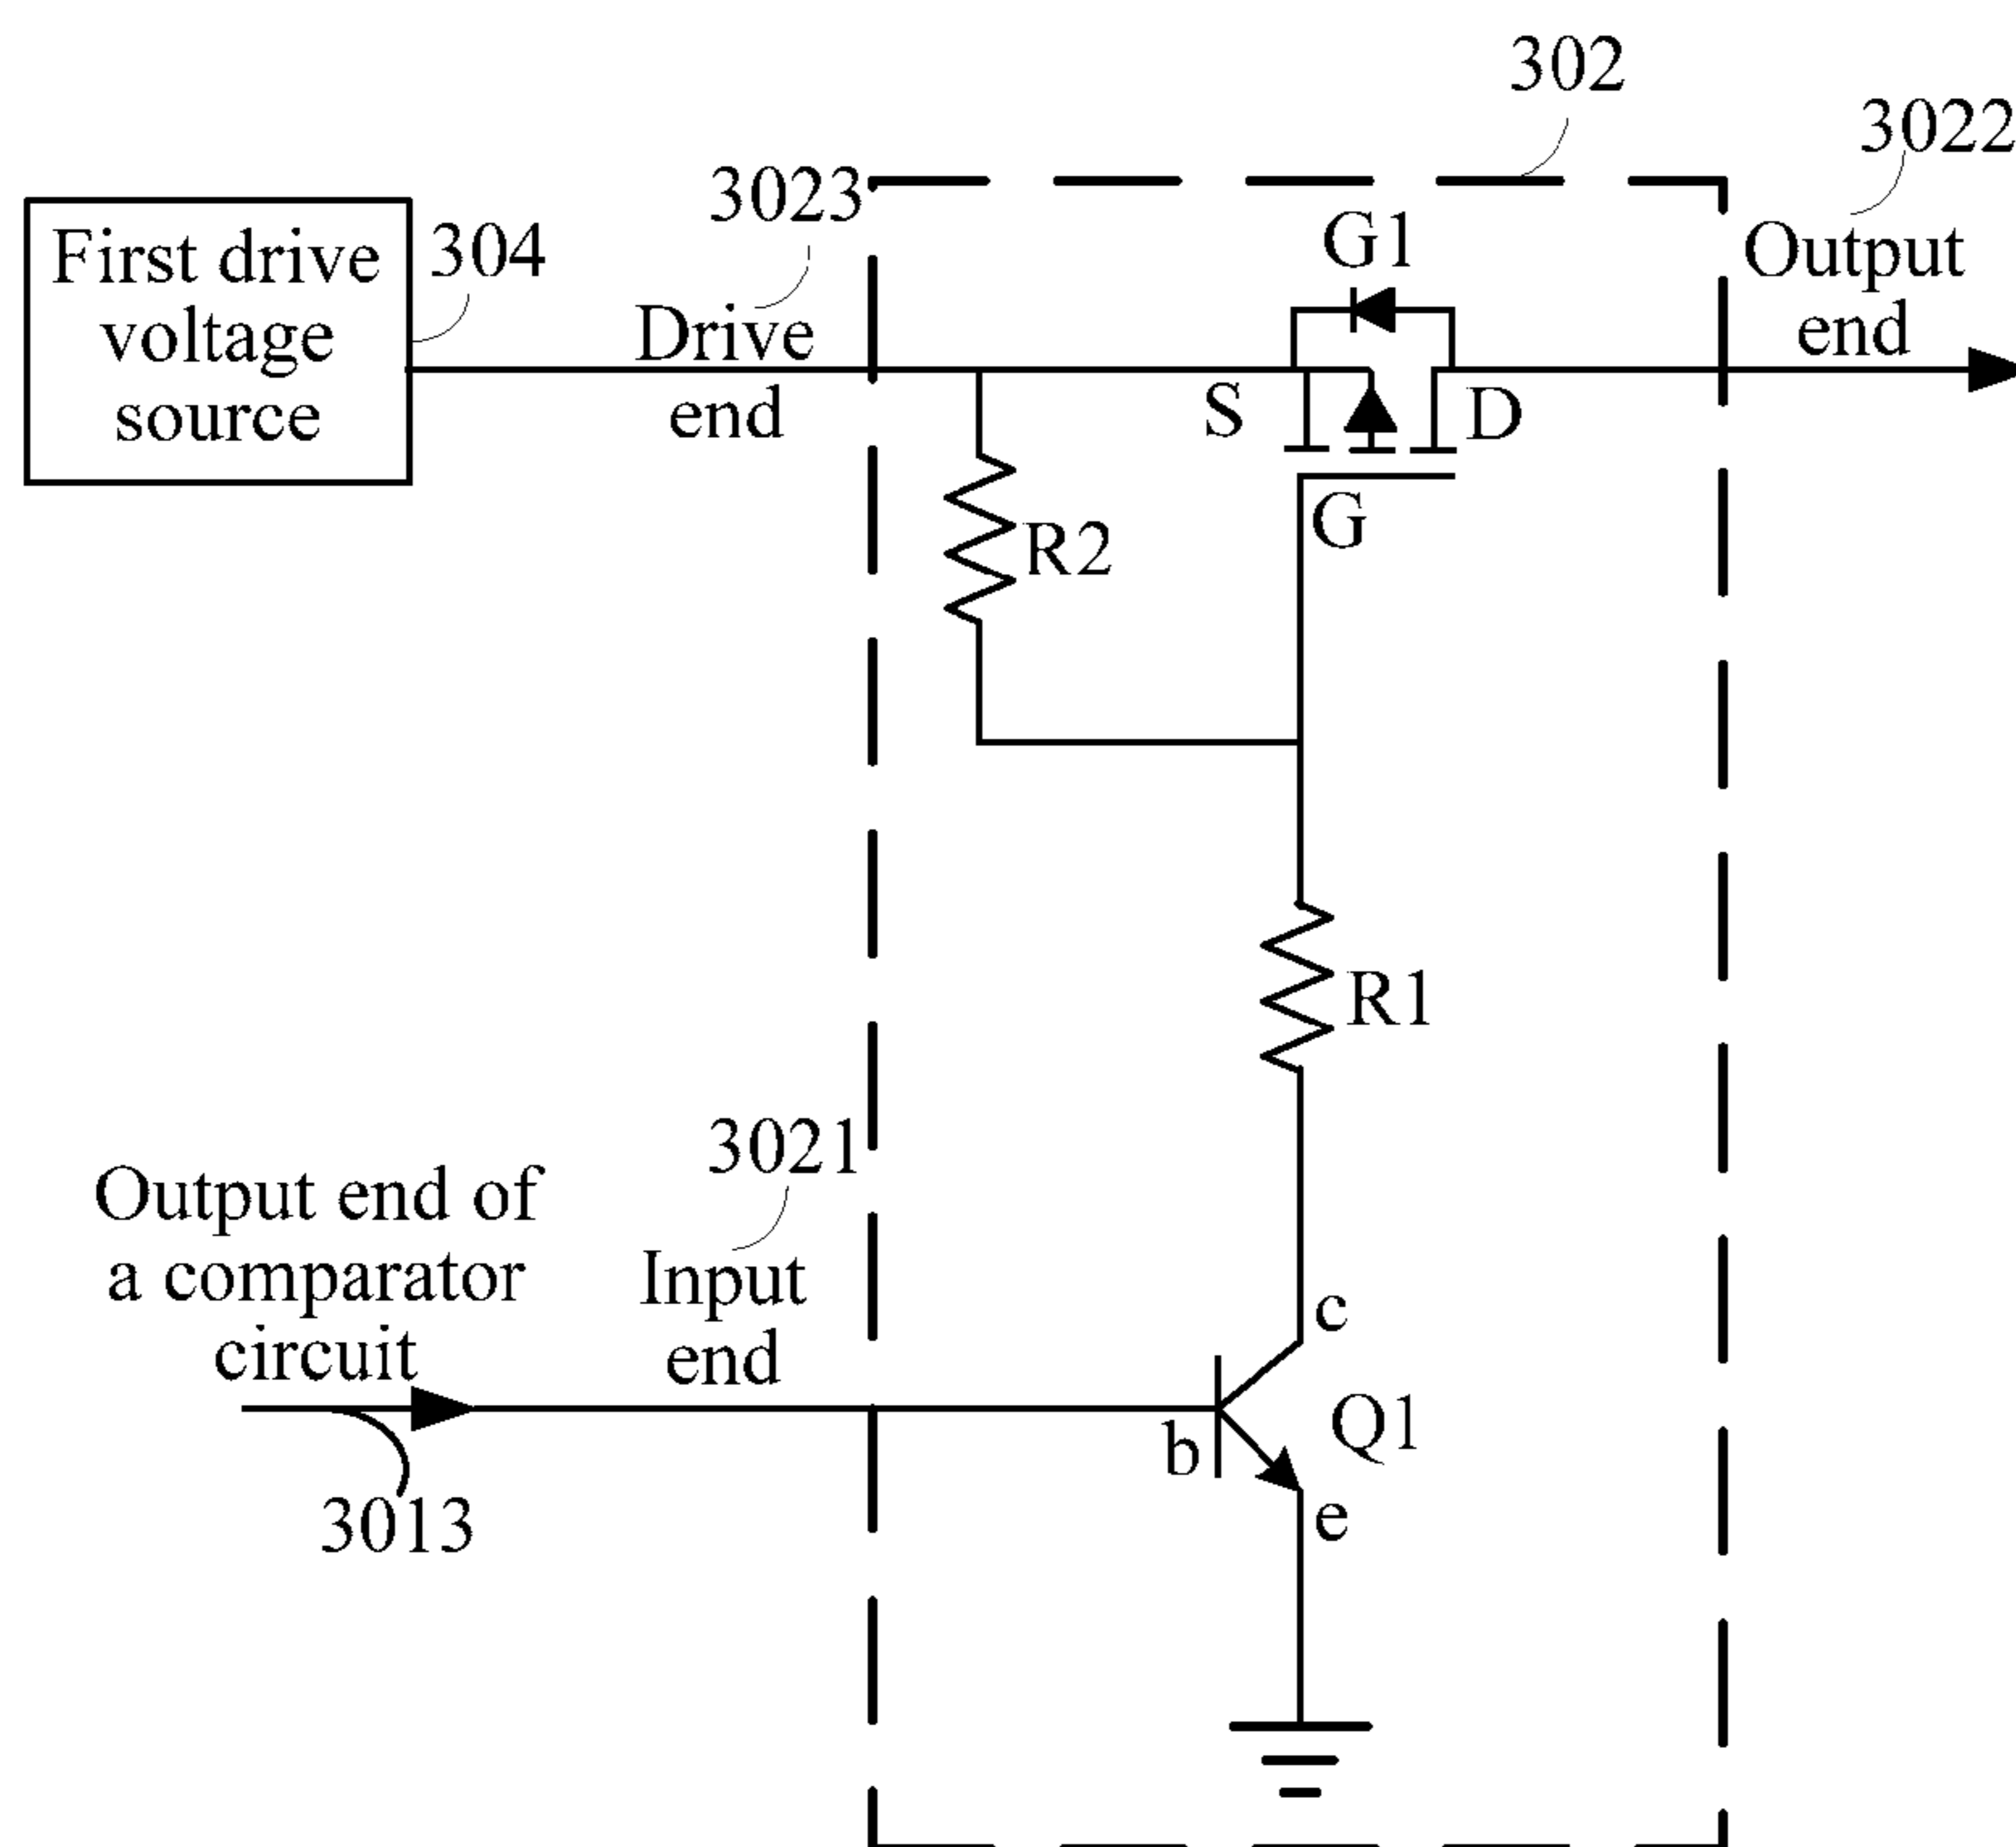 302
3022
3023
First drive
voltage
source
304
Drive
end
G1
Output
end
S
D
G
R2
R1
3021
Output end of
a comparator
circuit
Input
end
c
b
Q1
e
3013